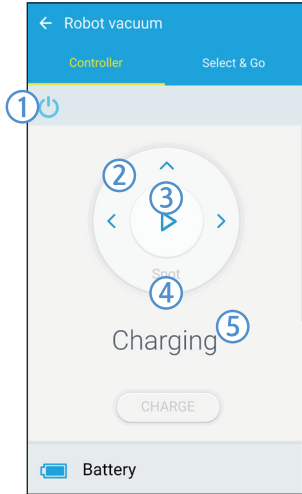 ← Robot vacuum
Controller Select & Go
1
2
3
Spot
4
Charging 5
CHARGE
Battery